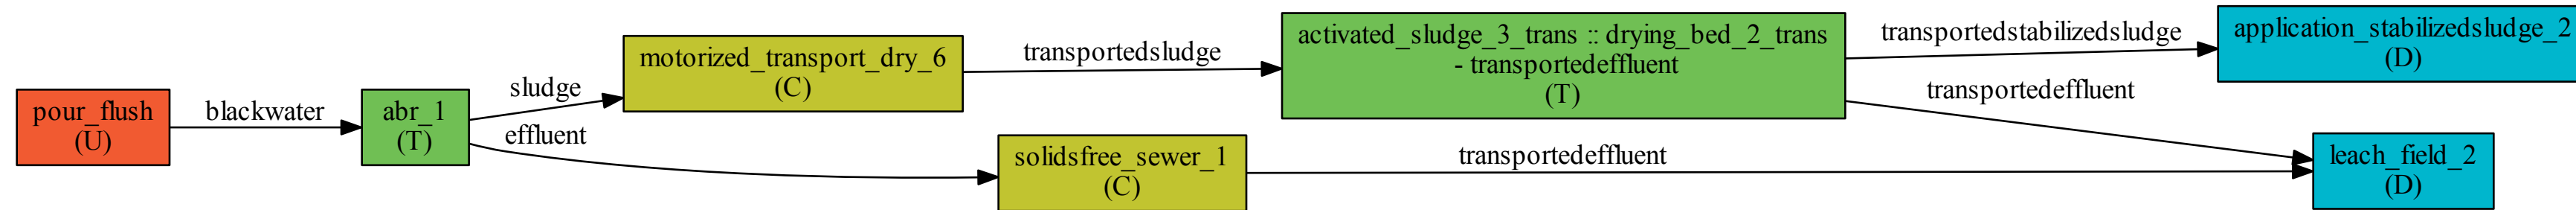 pour_flush
(U)
blackwater
abr_1
(T)
sludge
effluent
motorized_transport_dry_6
(C)
transportedsludge
solidsfree_sewer_1
(C)
transportedeffluent
activated_sludge_3_trans :: drying_bed_2_trans
- transportedeffluent
(T)
transportedstabilizedsludge
transportedeffluent
application_stabilizedsludge_2
(D)
leach_field_2
(D)